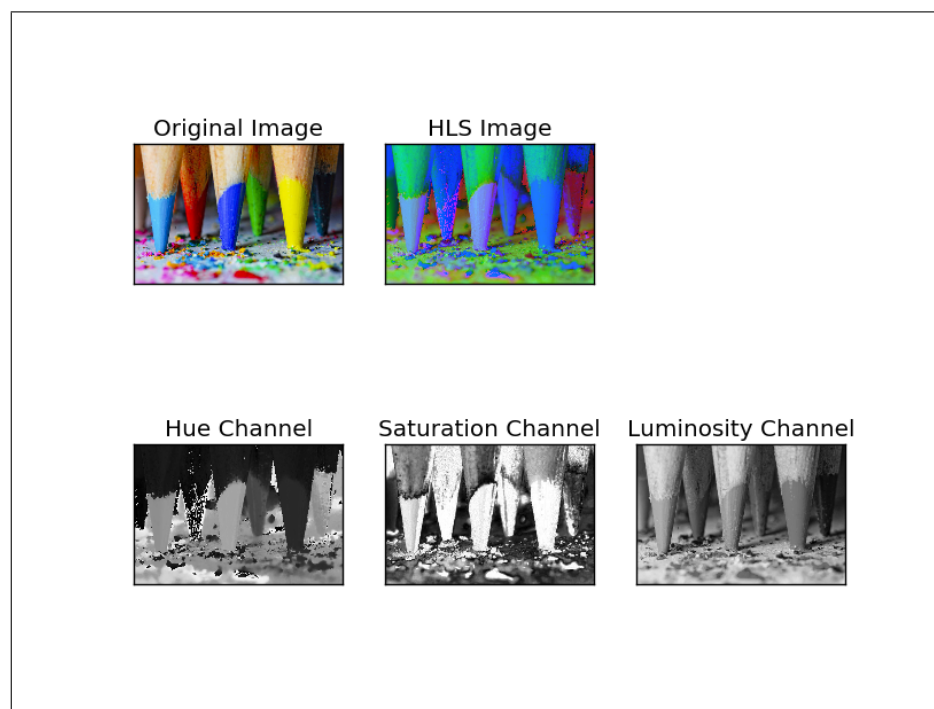 Original Image
HLS Image
Hue Channel
Saturation Channel
Luminosity Channel